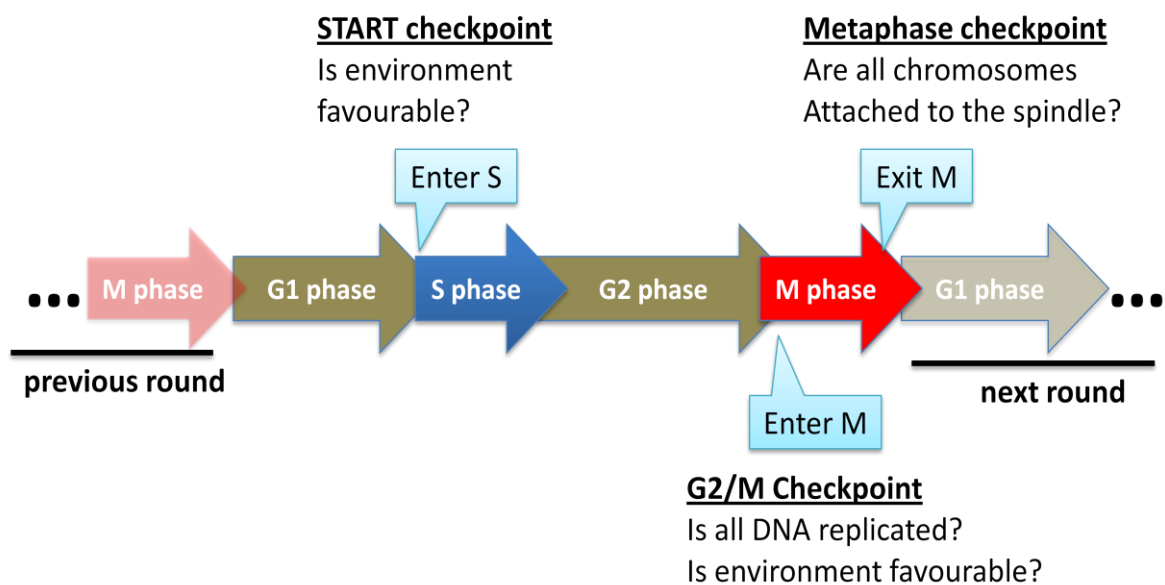 START checkpoint
Is environment
favourable?
Metaphase checkpoint
Are all chromosomes
Attached to the spindle?
Enter S
Exit M
...
M phase
G1 phase
S phase
G2 phase
M phase
G1 phase
...
previous round
next round
Enter M
G2/M Checkpoint
Is all DNA replicated?
Is environment favourable?